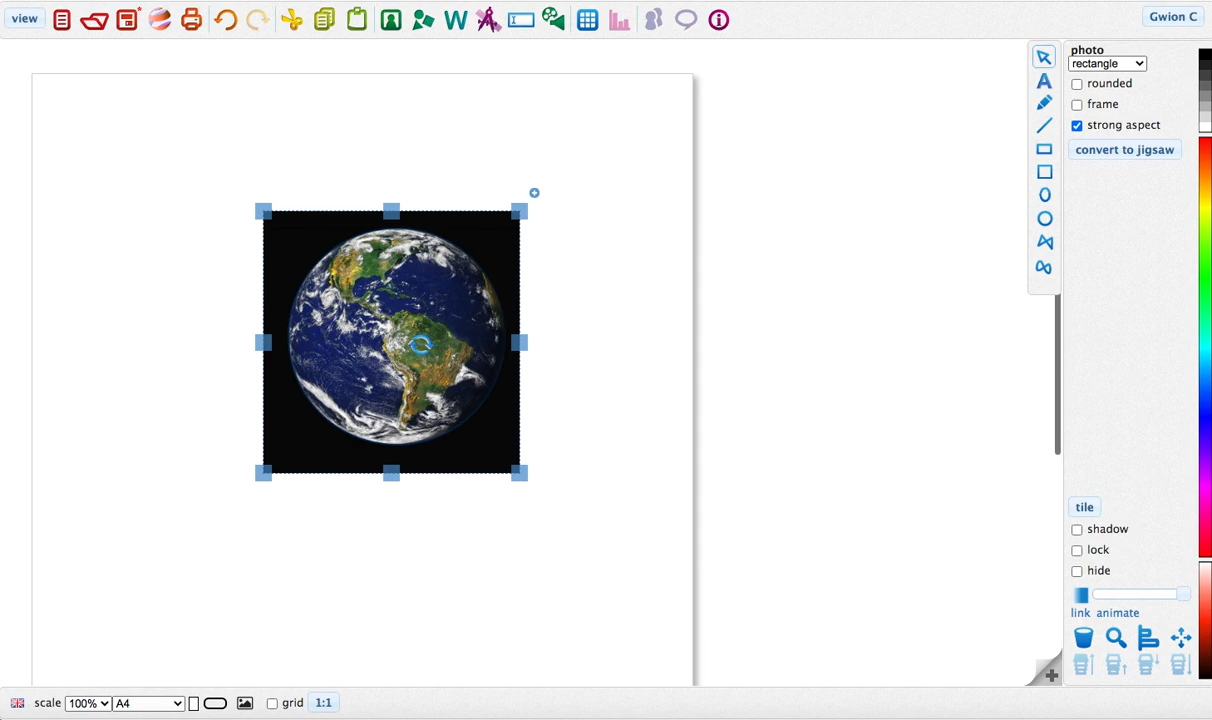 view
W
Gwion C
photo
rectangle
rounded
frame
strong aspect
convert to jigsaw
A
tile
shadow
lock
hide
link animate
scale 100% A4 grid 1:1